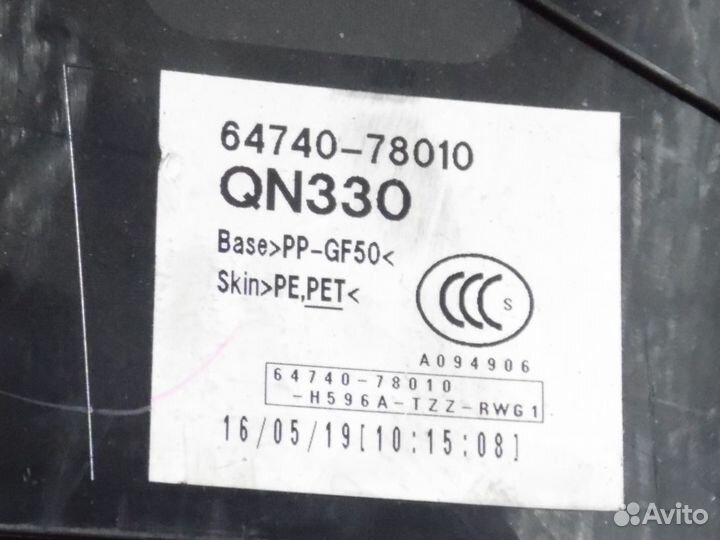 64740-78010
QN330
Base>PP-GF50<
Skin>PE,PET<
CCC S
A094906
64740-78010
-H596A-TZZ-RWG1
16/05/19[10:15:08]
Avito